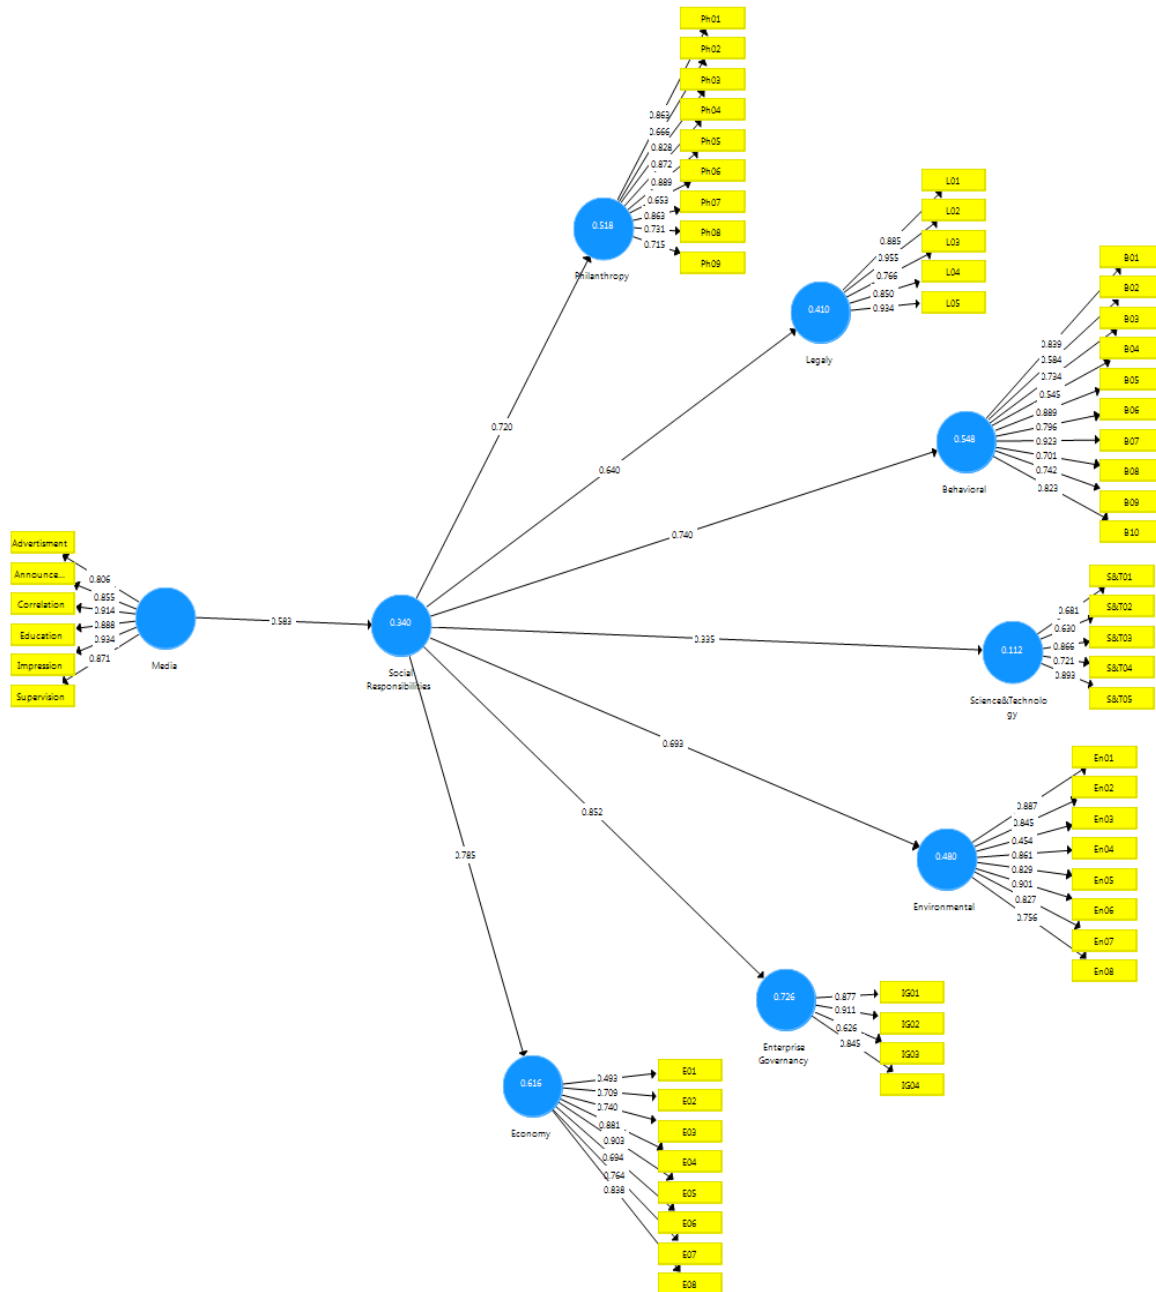 Ph01
Ph02
Ph03
Ph04
Ph05
Ph06
Ph07
Ph08
Ph09
0.863
0.666
0.828
0.872
0.889
0.653
0.863
0.731
0.715
0.518
Philanthropy
L01
L02
L03
L04
L05
0.885
0.955
0.766
0.850
0.934
0.410
Legaly
B01
B02
B03
B04
B05
B06
B07
B08
B09
B10
0.839
0.584
0.734
0.545
0.889
0.796
0.923
0.701
0.742
0.823
0.548
Behavioral
0.720
0.640
0.740
Advertisment
Announce...
Correlation
Education
Impression
Supervision
0.806
0.855
0.914
0.888
0.934
0.871
Media
0.583
0.340
Social
Responsibilities
0.335
S&T01
S&T02
S&T03
S&T04
S&T05
0.681
0.630
0.866
0.721
0.893
0.112
Science&Technolo
gy
0.693
En01
En02
En03
En04
En05
En06
En07
En08
0.887
0.845
0.454
0.861
0.829
0.901
0.827
0.756
0.480
Environmental
0.852
0.785
IG01
IG02
IG03
IG04
0.877
0.911
0.626
0.845
0.726
Enterprise
Governancy
E01
E02
E03
E04
E05
E06
E07
E08
0.493
0.709
0.740
0.881
0.903
0.694
0.764
0.838
0.616
Economy